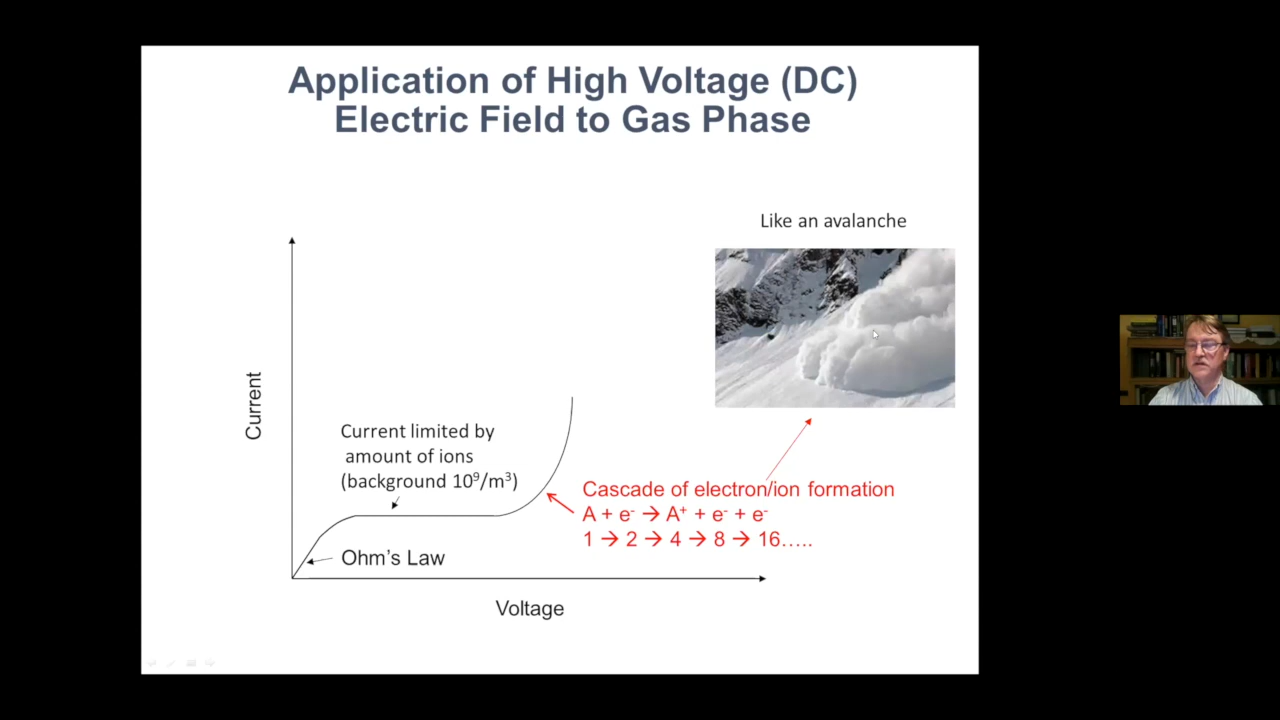 Application of High Voltage (DC)
Electric Field to Gas Phase
Like an avalanche
Current
Current limited by
amount of ions
(background 10⁹/m³)
Cascade of electron/ion formation
A + e⁻ → A⁺ + e⁻ + e⁻
1 → 2 → 4 → 8 → 16…..
Ohm’s Law
Voltage